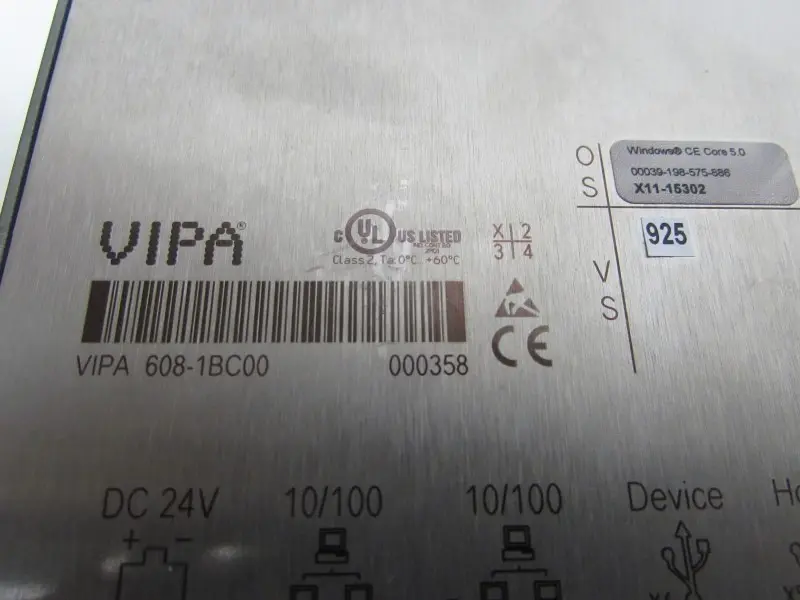 O S
Windows® CE Core 5.0
00039-198-575-886
X11-15302
VIPA®
C UL US LISTED
Class 2, Ta: 0°C.. +60°C
X 2
3 4
925
V S
CE
VIPA 608-1BC00 000358
DC 24V 10/100 10/100 Device
+ -